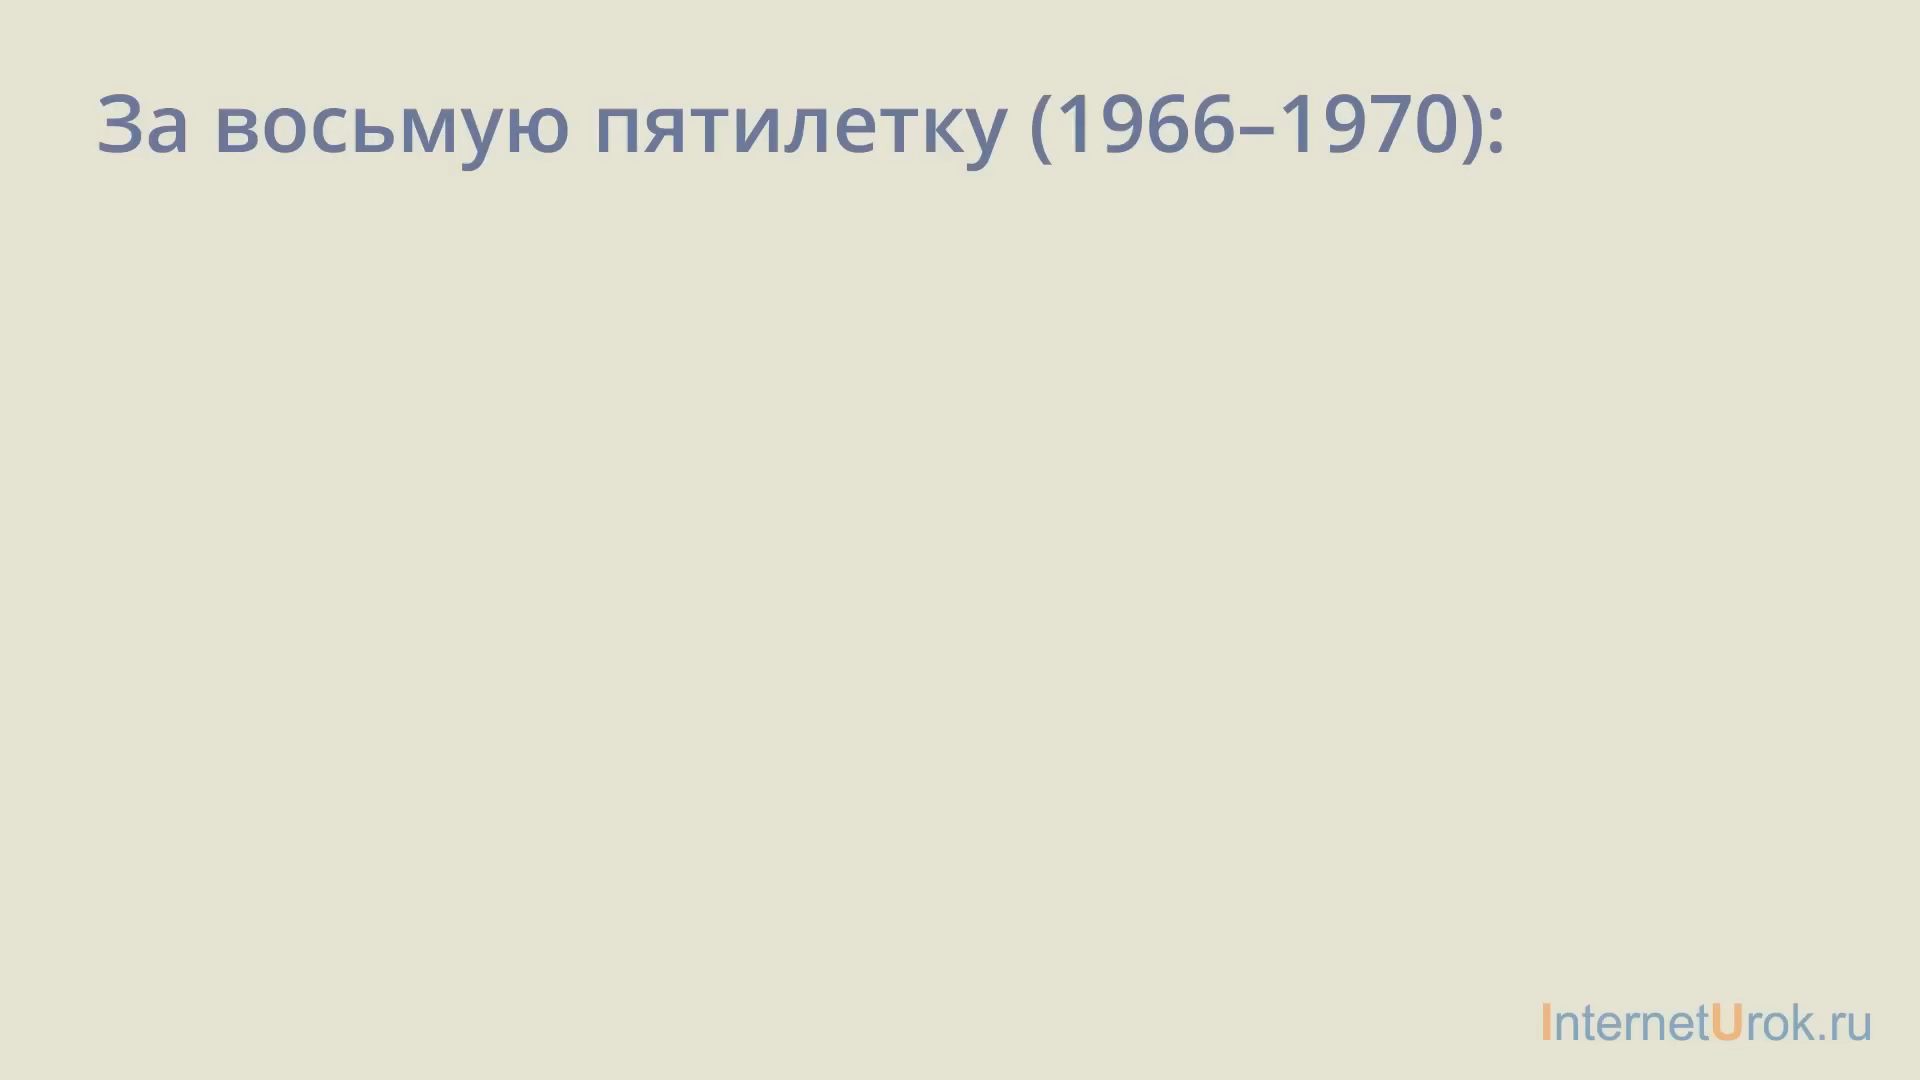 За восьмую пятилетку (1966–1970):
InternetUrok.ru